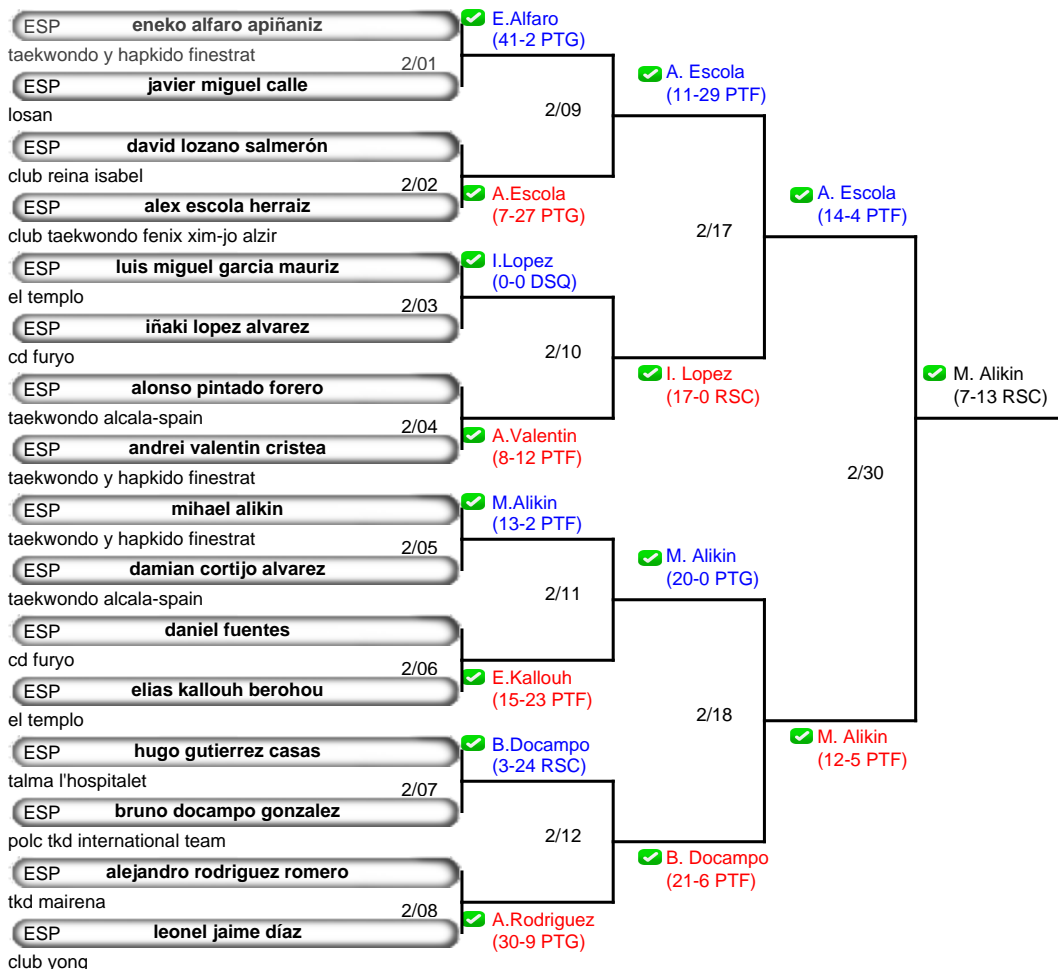 ESP eneko alfaro apiñaniz
taekwondo y hapkido finestrat
2/01
ESP javier miguel calle
losan
ESP david lozano salmerón
club reina isabel
2/02
ESP alex escola herraiz
club taekwondo fenix xim-jo alzir
ESP luis miguel garcia mauriz
el templo
2/03
ESP iñaki lopez alvarez
cd furyo
ESP alonso pintado forero
taekwondo alcala-spain
2/04
ESP andrei valentin cristea
taekwondo y hapkido finestrat
ESP mihael alikin
taekwondo y hapkido finestrat
2/05
ESP damian cortijo alvarez
taekwondo alcala-spain
ESP daniel fuentes
cd furyo
2/06
ESP elias kallouh berohou
el templo
ESP hugo gutierrez casas
talma l'hospitalet
2/07
ESP bruno docampo gonzalez
polc tkd international team
ESP alejandro rodriguez romero
tkd mairena
2/08
ESP leonel jaime díaz
club yong
E.Alfaro
(41-2 PTG)
2/09
A.Escola
(7-27 PTG)
I.Lopez
(0-0 DSQ)
2/10
A.Valentin
(8-12 PTF)
M.Alikin
(13-2 PTF)
2/11
E.Kallouh
(15-23 PTF)
B.Docampo
(3-24 RSC)
2/12
A.Rodriguez
(30-9 PTG)
A. Escola
(11-29 PTF)
2/17
I. Lopez
(17-0 RSC)
M. Alikin
(20-0 PTG)
2/18
B. Docampo
(21-6 PTF)
A. Escola
(14-4 PTF)
2/30
M. Alikin
(12-5 PTF)
M. Alikin
(7-13 RSC)